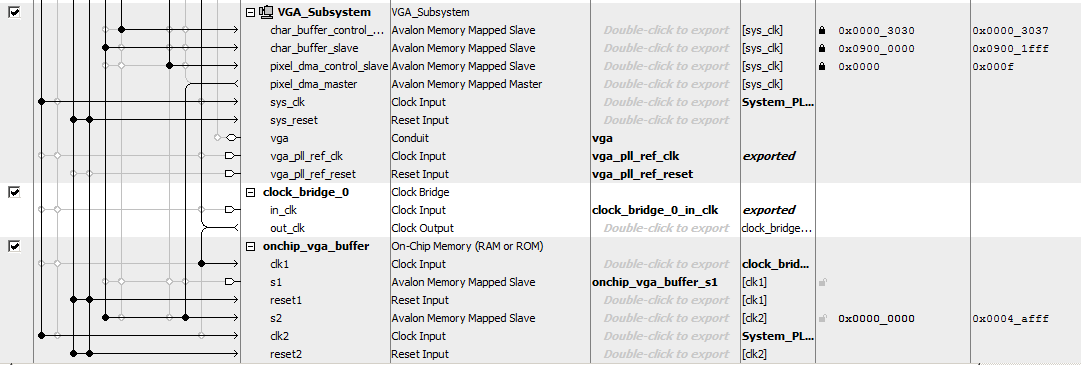 VGA_Subsystem VGA_Subsystem
char_buffer_control_... Avalon Memory Mapped Slave Double-click to export [sys_clk] 0x0000_3030 0x0000_3037
char_buffer_slave Avalon Memory Mapped Slave Double-click to export [sys_clk] 0x0900_0000 0x0900_1fff
pixel_dma_control_slave Avalon Memory Mapped Slave Double-click to export [sys_clk] 0x0000 0x000f
pixel_dma_master Avalon Memory Mapped Master Double-click to export [sys_clk]
sys_clk Clock Input Double-click to export System_PL...
sys_reset Reset Input Double-click to export
vga Conduit vga
vga_pll_ref_clk Clock Input vga_pll_ref_clk exported
vga_pll_ref_reset Reset Input vga_pll_ref_reset
clock_bridge_0 Clock Bridge
in_clk Clock Input clock_bridge_0_in_clk exported
out_clk Clock Output Double-click to export clock_bridge...
onchip_vga_buffer On-Chip Memory (RAM or ROM)
clk1 Clock Input Double-click to export clock_brid...
s1 Avalon Memory Mapped Slave onchip_vga_buffer_s1 [clk1]
reset1 Reset Input Double-click to export [clk1]
s2 Avalon Memory Mapped Slave Double-click to export [clk2] 0x0000_0000 0x0004_afff
clk2 Clock Input Double-click to export System_PL...
reset2 Reset Input Double-click to export [clk2]